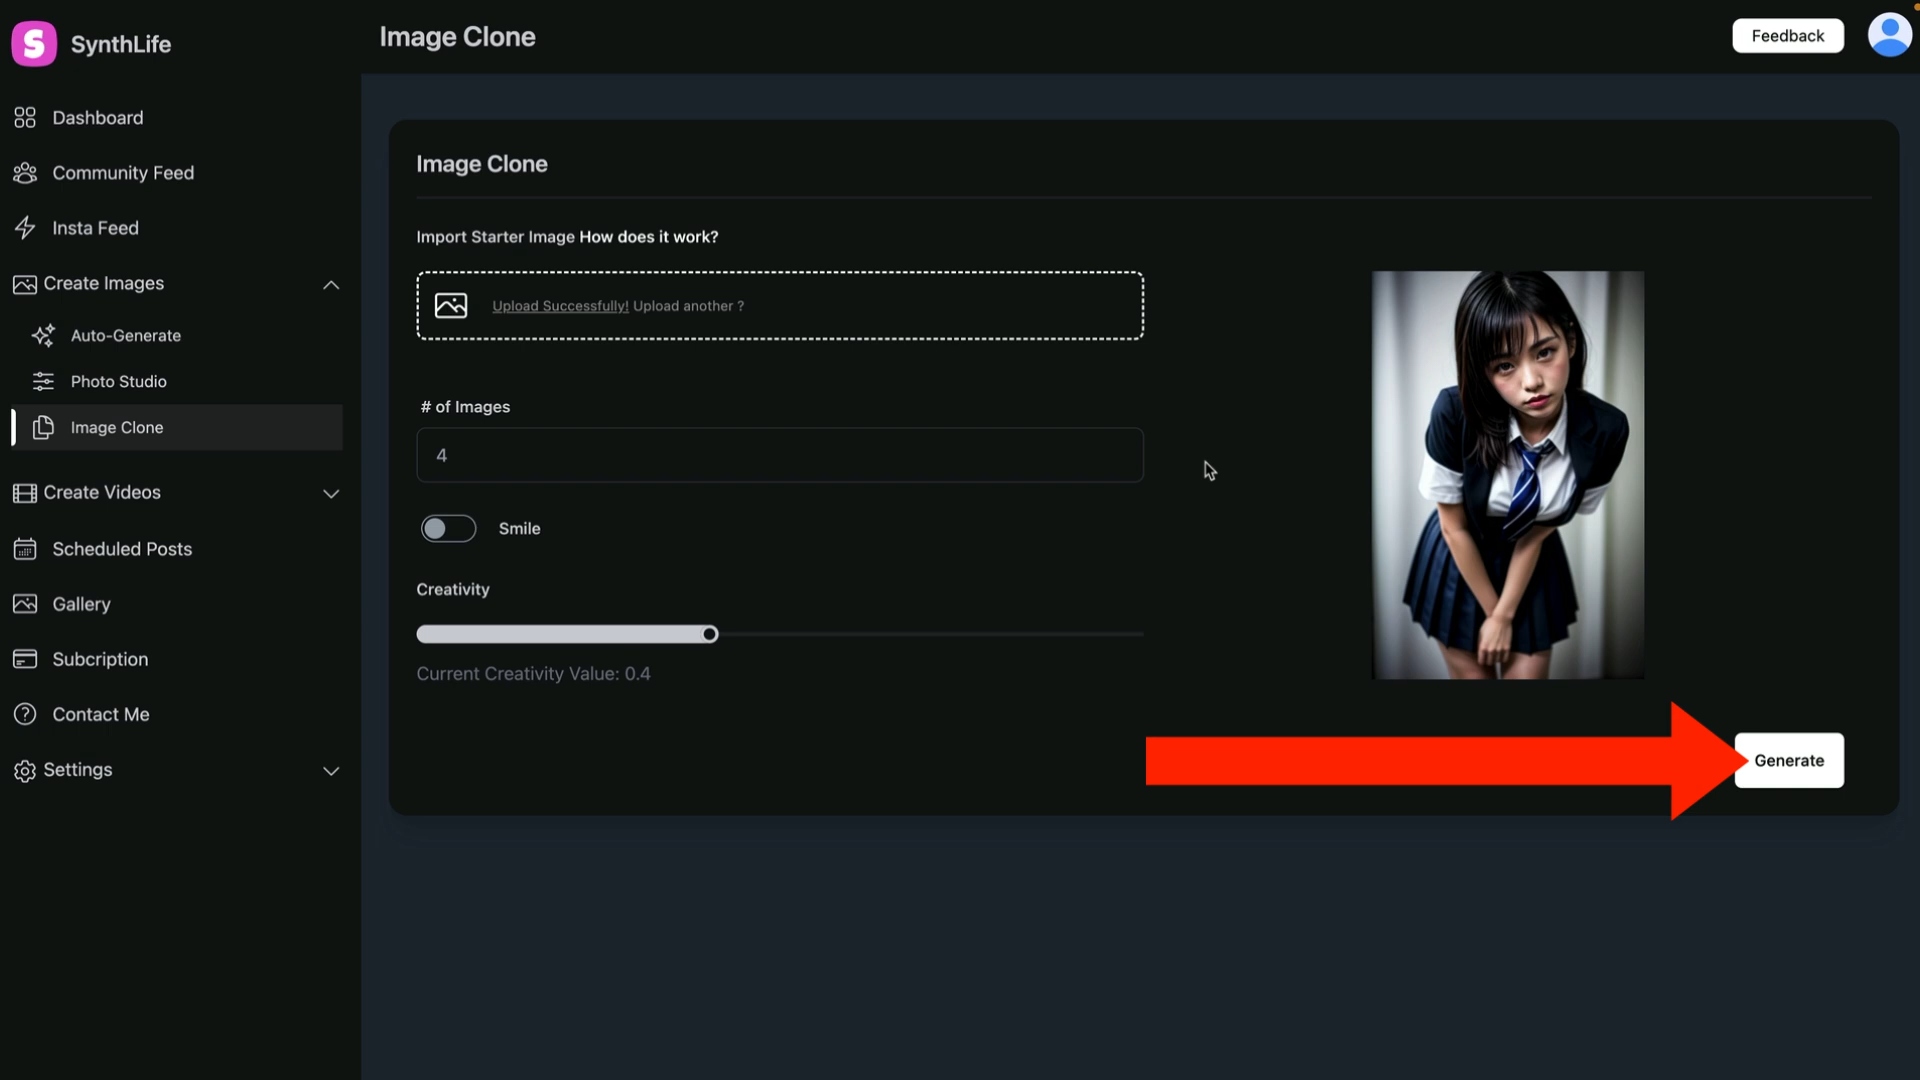 S SynthLife
Image Clone
Feedback
Dashboard
Community Feed
Insta Feed
Create Images
Auto-Generate
Photo Studio
Image Clone
Create Videos
Scheduled Posts
Gallery
Subcription
Contact Me
Settings
Image Clone
Import Starter Image How does it work?
Upload Successfully! Upload another ?
# of Images
4
Smile
Creativity
Current Creativity Value: 0.4
Generate